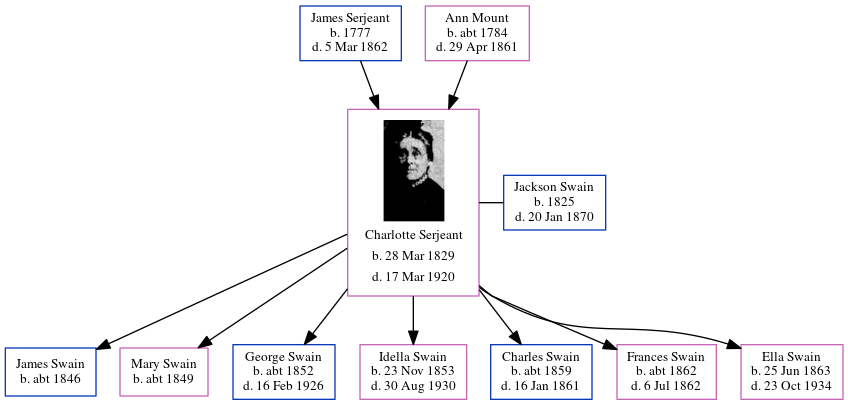 James Serjeant
b. 1777
d. 5 Mar 1862
Ann Mount
b. abt 1784
d. 29 Apr 1861
Charlotte Serjeant
b. 28 Mar 1829
d. 17 Mar 1920
Jackson Swain
b. 1825
d. 20 Jan 1870
James Swain
b. abt 1846
Mary Swain
b. abt 1849
George Swain
b. abt 1852
d. 16 Feb 1926
Idella Swain
b. 23 Nov 1853
d. 30 Aug 1930
Charles Swain
b. abt 1859
d. 16 Jan 1861
Frances Swain
b. abt 1862
d. 6 Jul 1862
Ella Swain
b. 25 Jun 1863
d. 23 Oct 1934